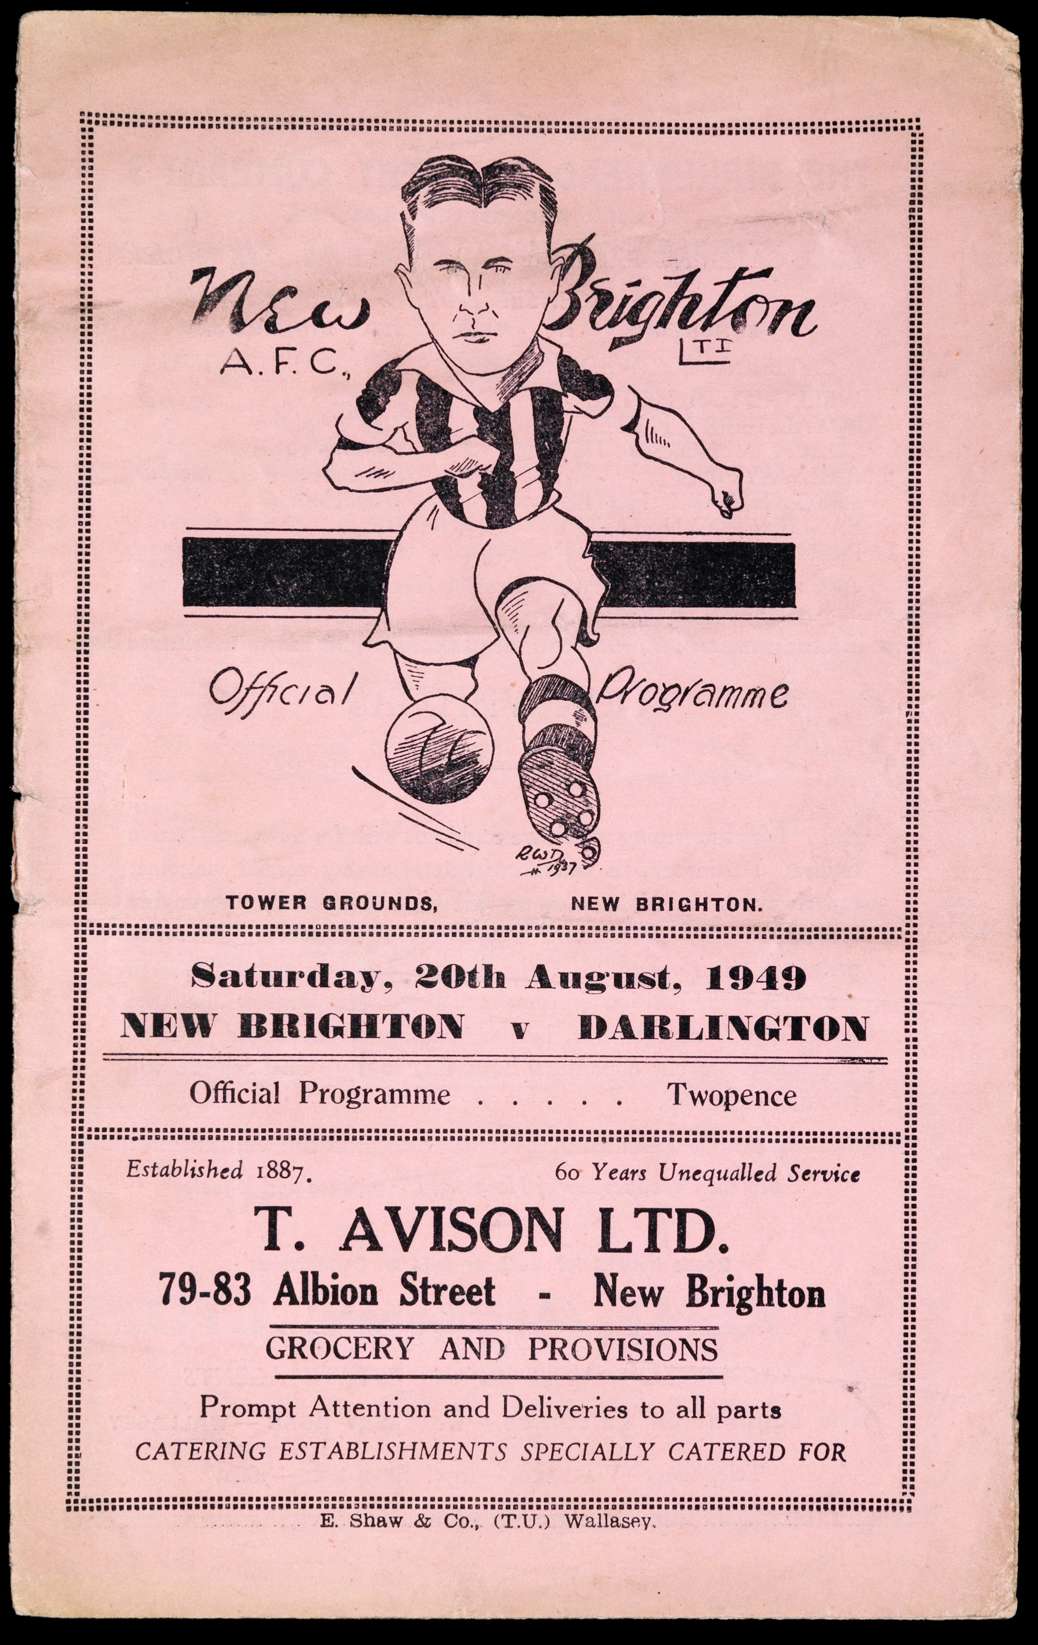 New Brighton
A.F.C., LTD
Official Programme
RWD
1937
TOWER GROUNDS, NEW BRIGHTON.
Saturday, 20th August, 1949
NEW BRIGHTON v DARLINGTON
Official Programme . . . . . Twopence
Established 1887. 60 Years Unequalled Service
T. AVISON LTD.
79-83 Albion Street - New Brighton
GROCERY AND PROVISIONS
Prompt Attention and Deliveries to all parts
CATERING ESTABLISHMENTS SPECIALLY CATERED FOR
E. Shaw & Co., (T.U.) Wallasey.